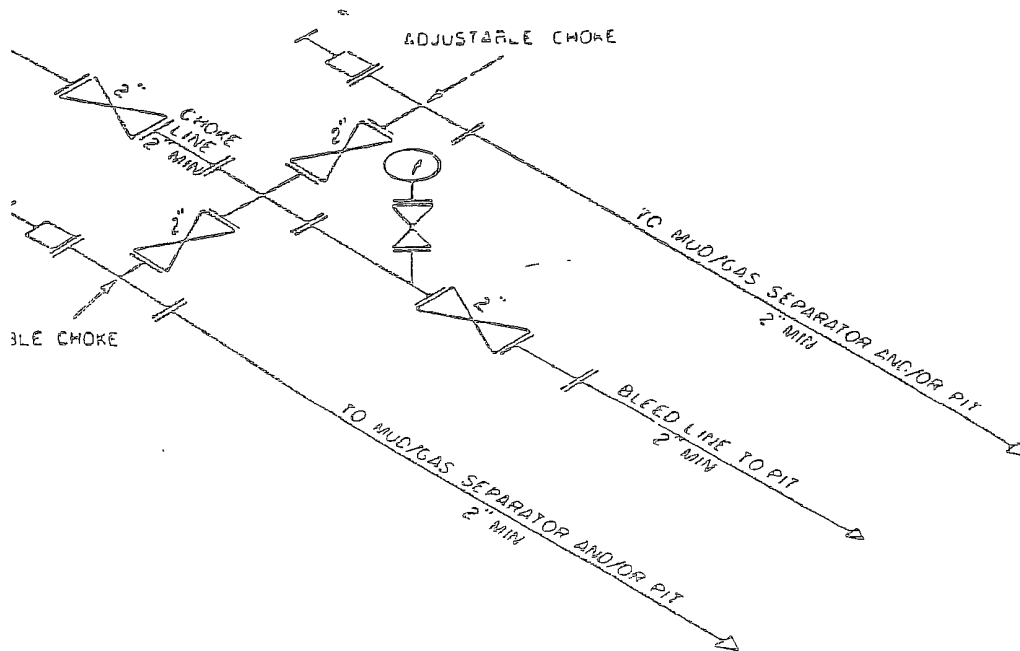 ADJUSTABLE CHOKE
2"
CHOKE
LINE
2" MIN
2"
2"
BLE CHOKE
2"
TO MUD/GAS SEPARATOR AND/OR PIT
2" MIN
BLEED LINE TO PIT
2" MIN
TO MUD/GAS SEPARATOR AND/OR PIT
2" MIN